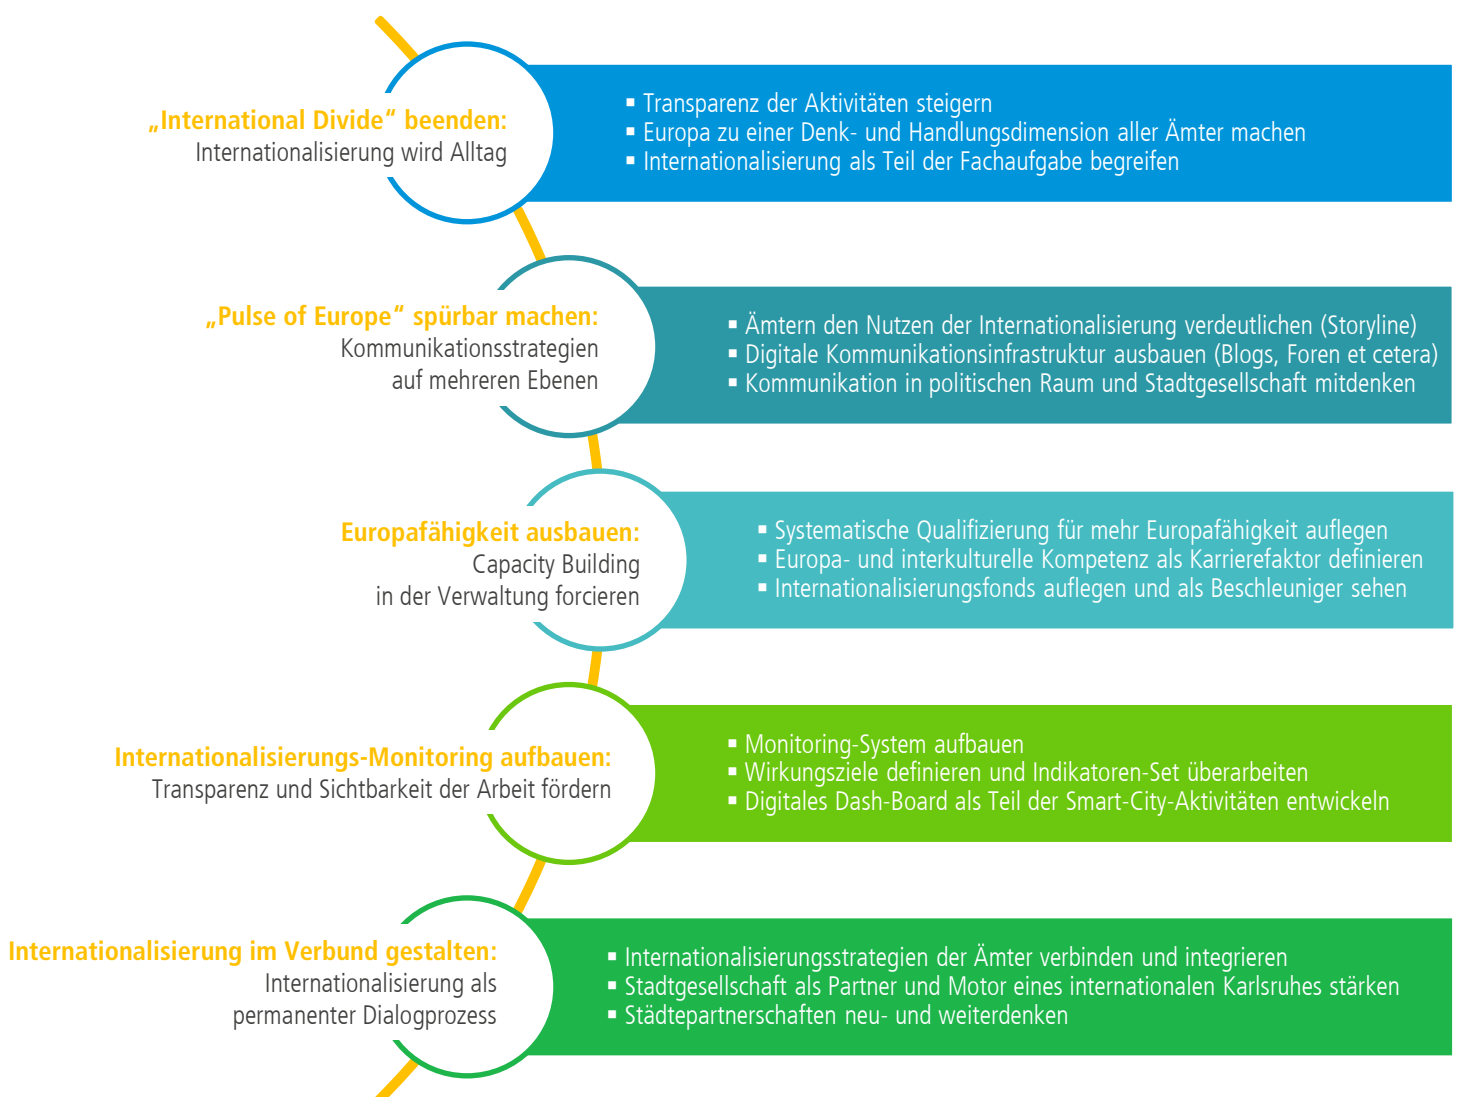 „International Divide“ beenden:
Internationalisierung wird Alltag
▪ Transparenz der Aktivitäten steigern
▪ Europa zu einer Denk- und Handlungsdimension aller Ämter machen
▪ Internationalisierung als Teil der Fachaufgabe begreifen
„Pulse of Europe“ spürbar machen:
Kommunikationsstrategien
auf mehreren Ebenen
▪ Ämtern den Nutzen der Internationalisierung verdeutlichen (Storyline)
▪ Digitale Kommunikationsinfrastruktur ausbauen (Blogs, Foren et cetera)
▪ Kommunikation in politischen Raum und Stadtgesellschaft mitdenken
Europafähigkeit ausbauen:
Capacity Building
in der Verwaltung forcieren
▪ Systematische Qualifizierung für mehr Europafähigkeit auflegen
▪ Europa- und interkulturelle Kompetenz als Karrierefaktor definieren
▪ Internationalisierungsfonds auflegen und als Beschleuniger sehen
Internationalisierungs-Monitoring aufbauen:
Transparenz und Sichtbarkeit der Arbeit fördern
▪ Monitoring-System aufbauen
▪ Wirkungsziele definieren und Indikatoren-Set überarbeiten
▪ Digitales Dash-Board als Teil der Smart-City-Aktivitäten entwickeln
Internationalisierung im Verbund gestalten:
Internationalisierung als
permanenter Dialogprozess
▪ Internationalisierungsstrategien der Ämter verbinden und integrieren
▪ Stadtgesellschaft als Partner und Motor eines internationalen Karlsruhes stärken
▪ Städtepartnerschaften neu- und weiterdenken